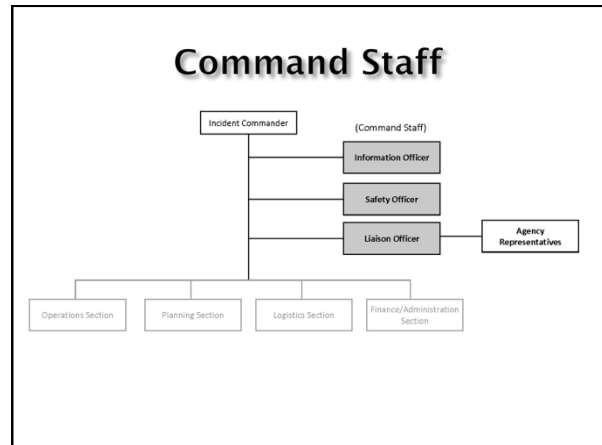 Command Staff
Incident Commander
(Command Staff)
Information Officer
Safety Officer
Liaison Officer
Agency
Representatives
Operations Section
Planning Section
Logistics Section
Finance/Administration
Section